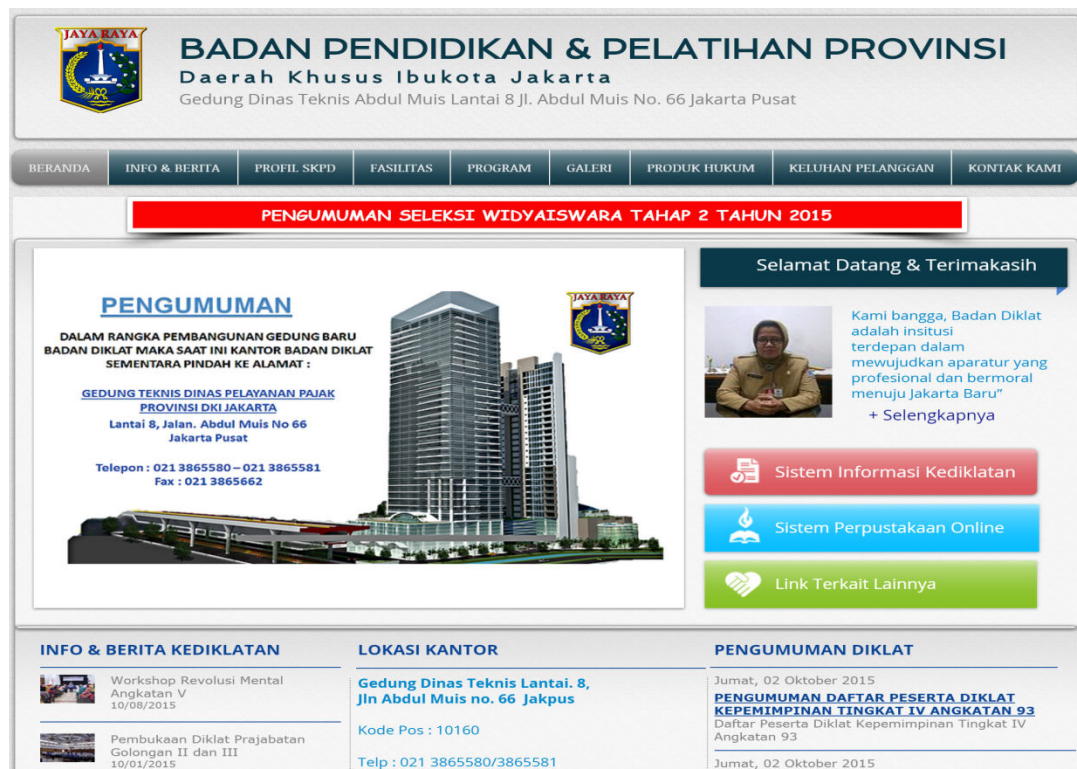 JAYA RAYA
BADAN PENDIDIKAN & PELATIHAN PROVINSI
Daerah Khusus Ibukota Jakarta
Gedung Dinas Teknis Abdul Muis Lantai 8 Jl. Abdul Muis No. 66 Jakarta Pusat
BERANDA
INFO & BERITA
PROFIL SKPD
FASILITAS
PROGRAM
GALERI
PRODUK HUKUM
KELUHAN PELANGGAN
KONTAK KAMI
PENGUMUMAN SELEKSI WIDYAISWARA TAHAP 2 TAHUN 2015
PENGUMUMAN
DALAM RANGKA PEMBANGUNAN GEDUNG BARU
BADAN DIKLAT MAKA SAAT INI KANTOR BADAN DIKLAT
SEMENTARA PINDAH KE ALAMAT :
GEDUNG TEKNIS DINAS PELAYANAN PAJAK
PROVINSI DKI JAKARTA
Lantai 8, Jalan. Abdul Muis No 66
Jakarta Pusat
Telepon : 021 3865580 – 021 3865581
Fax : 021 3865662
JAYA RAYA
Selamat Datang & Terimakasih
Kami bangga, Badan Diklat
adalah insitusi
terdepan dalam
mewujudkan aparatur yang
profesional dan bermoral
menuju Jakarta Baru”
+ Selengkapnya
Sistem Informasi Kediklatan
Sistem Perpustakaan Online
Link Terkait Lainnya
INFO & BERITA KEDIKLATAN
Workshop Revolusi Mental
Angkatan V
10/08/2015
Pembukaan Diklat Prajabatan
Golongan II dan III
10/01/2015
LOKASI KANTOR
Gedung Dinas Teknis Lantai. 8,
Jln Abdul Muis no. 66 Jakpus
Kode Pos : 10160
Telp : 021 3865580/3865581
PENGUMUMAN DIKLAT
Jumat, 02 Oktober 2015
PENGUMUMAN DAFTAR PESERTA DIKLAT
KEPEMIMPINAN TINGKAT IV ANGKATAN 93
Daftar Peserta Diklat Kepemimpinan Tingkat IV
Angkatan 93
Jumat, 02 Oktober 2015